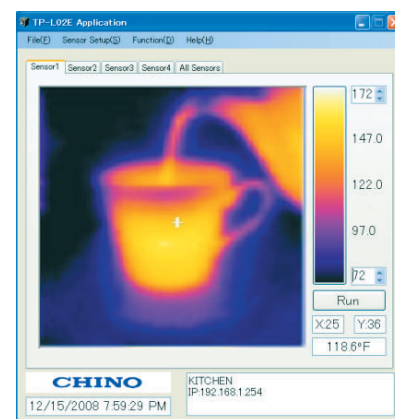 TP-L02E Application
File(F) Sensor Setup(S) Function(D) Help(H)
Sensor1 Sensor2 Sensor3 Sensor4 All Sensors
172
147.0
122.0
97.0
72
Run
X:25 Y:36
118.6°F
CHINO
KITCHEN
IP:192.168.1.254
12/15/2008 7:59:29 PM